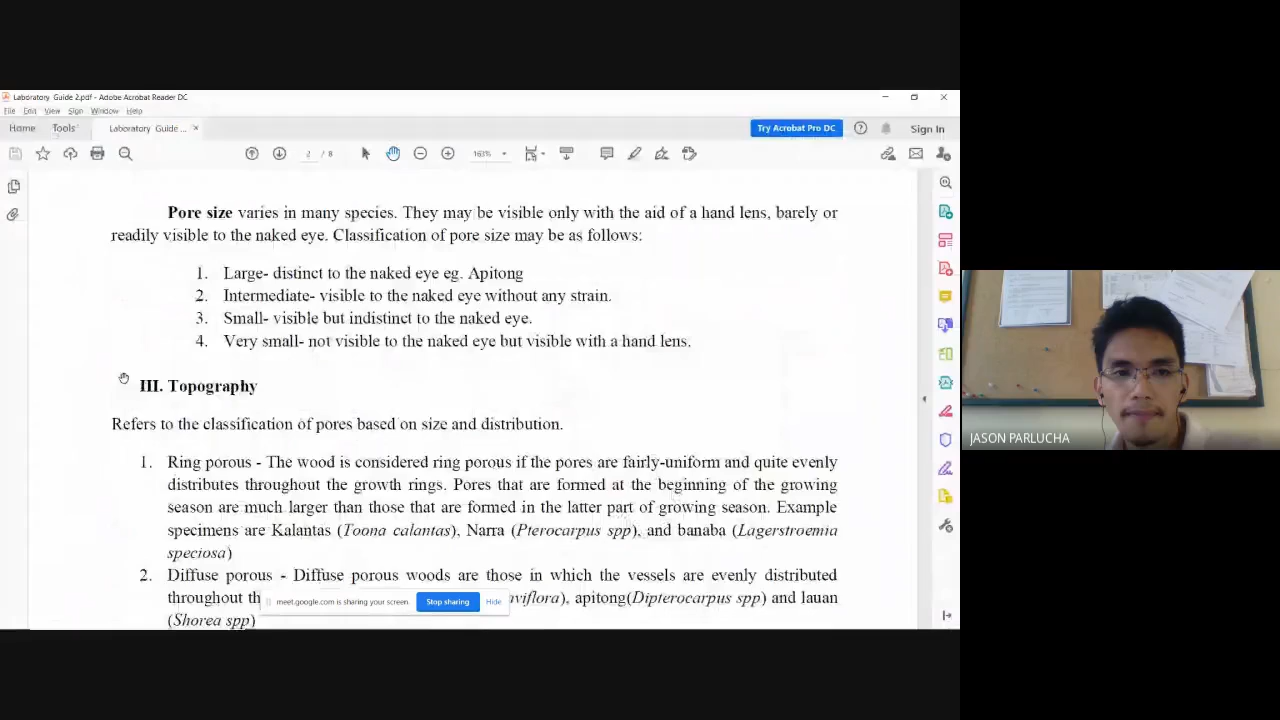 Laboratory Guide 2.pdf - Adobe Acrobat Reader DC
File Edit View Sign Window Help
Home Tools Laboratory Guide ... × Try Acrobat Pro DC Sign In
2 / 8 163%
Pore size varies in many species. They may be visible only with the aid of a hand lens, barely or
readily visible to the naked eye. Classification of pore size may be as follows:
1. Large- distinct to the naked eye eg. Apitong
2. Intermediate- visible to the naked eye without any strain.
3. Small- visible but indistinct to the naked eye.
4. Very small- not visible to the naked eye but visible with a hand lens.
III. Topography
Refers to the classification of pores based on size and distribution.
1. Ring porous - The wood is considered ring porous if the pores are fairly-uniform and quite evenly
distributes throughout the growth rings. Pores that are formed at the beginning of the growing
season are much larger than those that are formed in the latter part of growing season. Example
specimens are Kalantas (Toona calantas), Narra (Pterocarpus spp), and banaba (Lagerstroemia
speciosa)
2. Diffuse porous - Diffuse porous woods are those in which the vessels are evenly distributed
throughout th aviflora), apitong(Dipterocarpus spp) and lauan
(Shorea spp)
meet.google.com is sharing your screen. Stop sharing Hide
JASON PARLUCHA